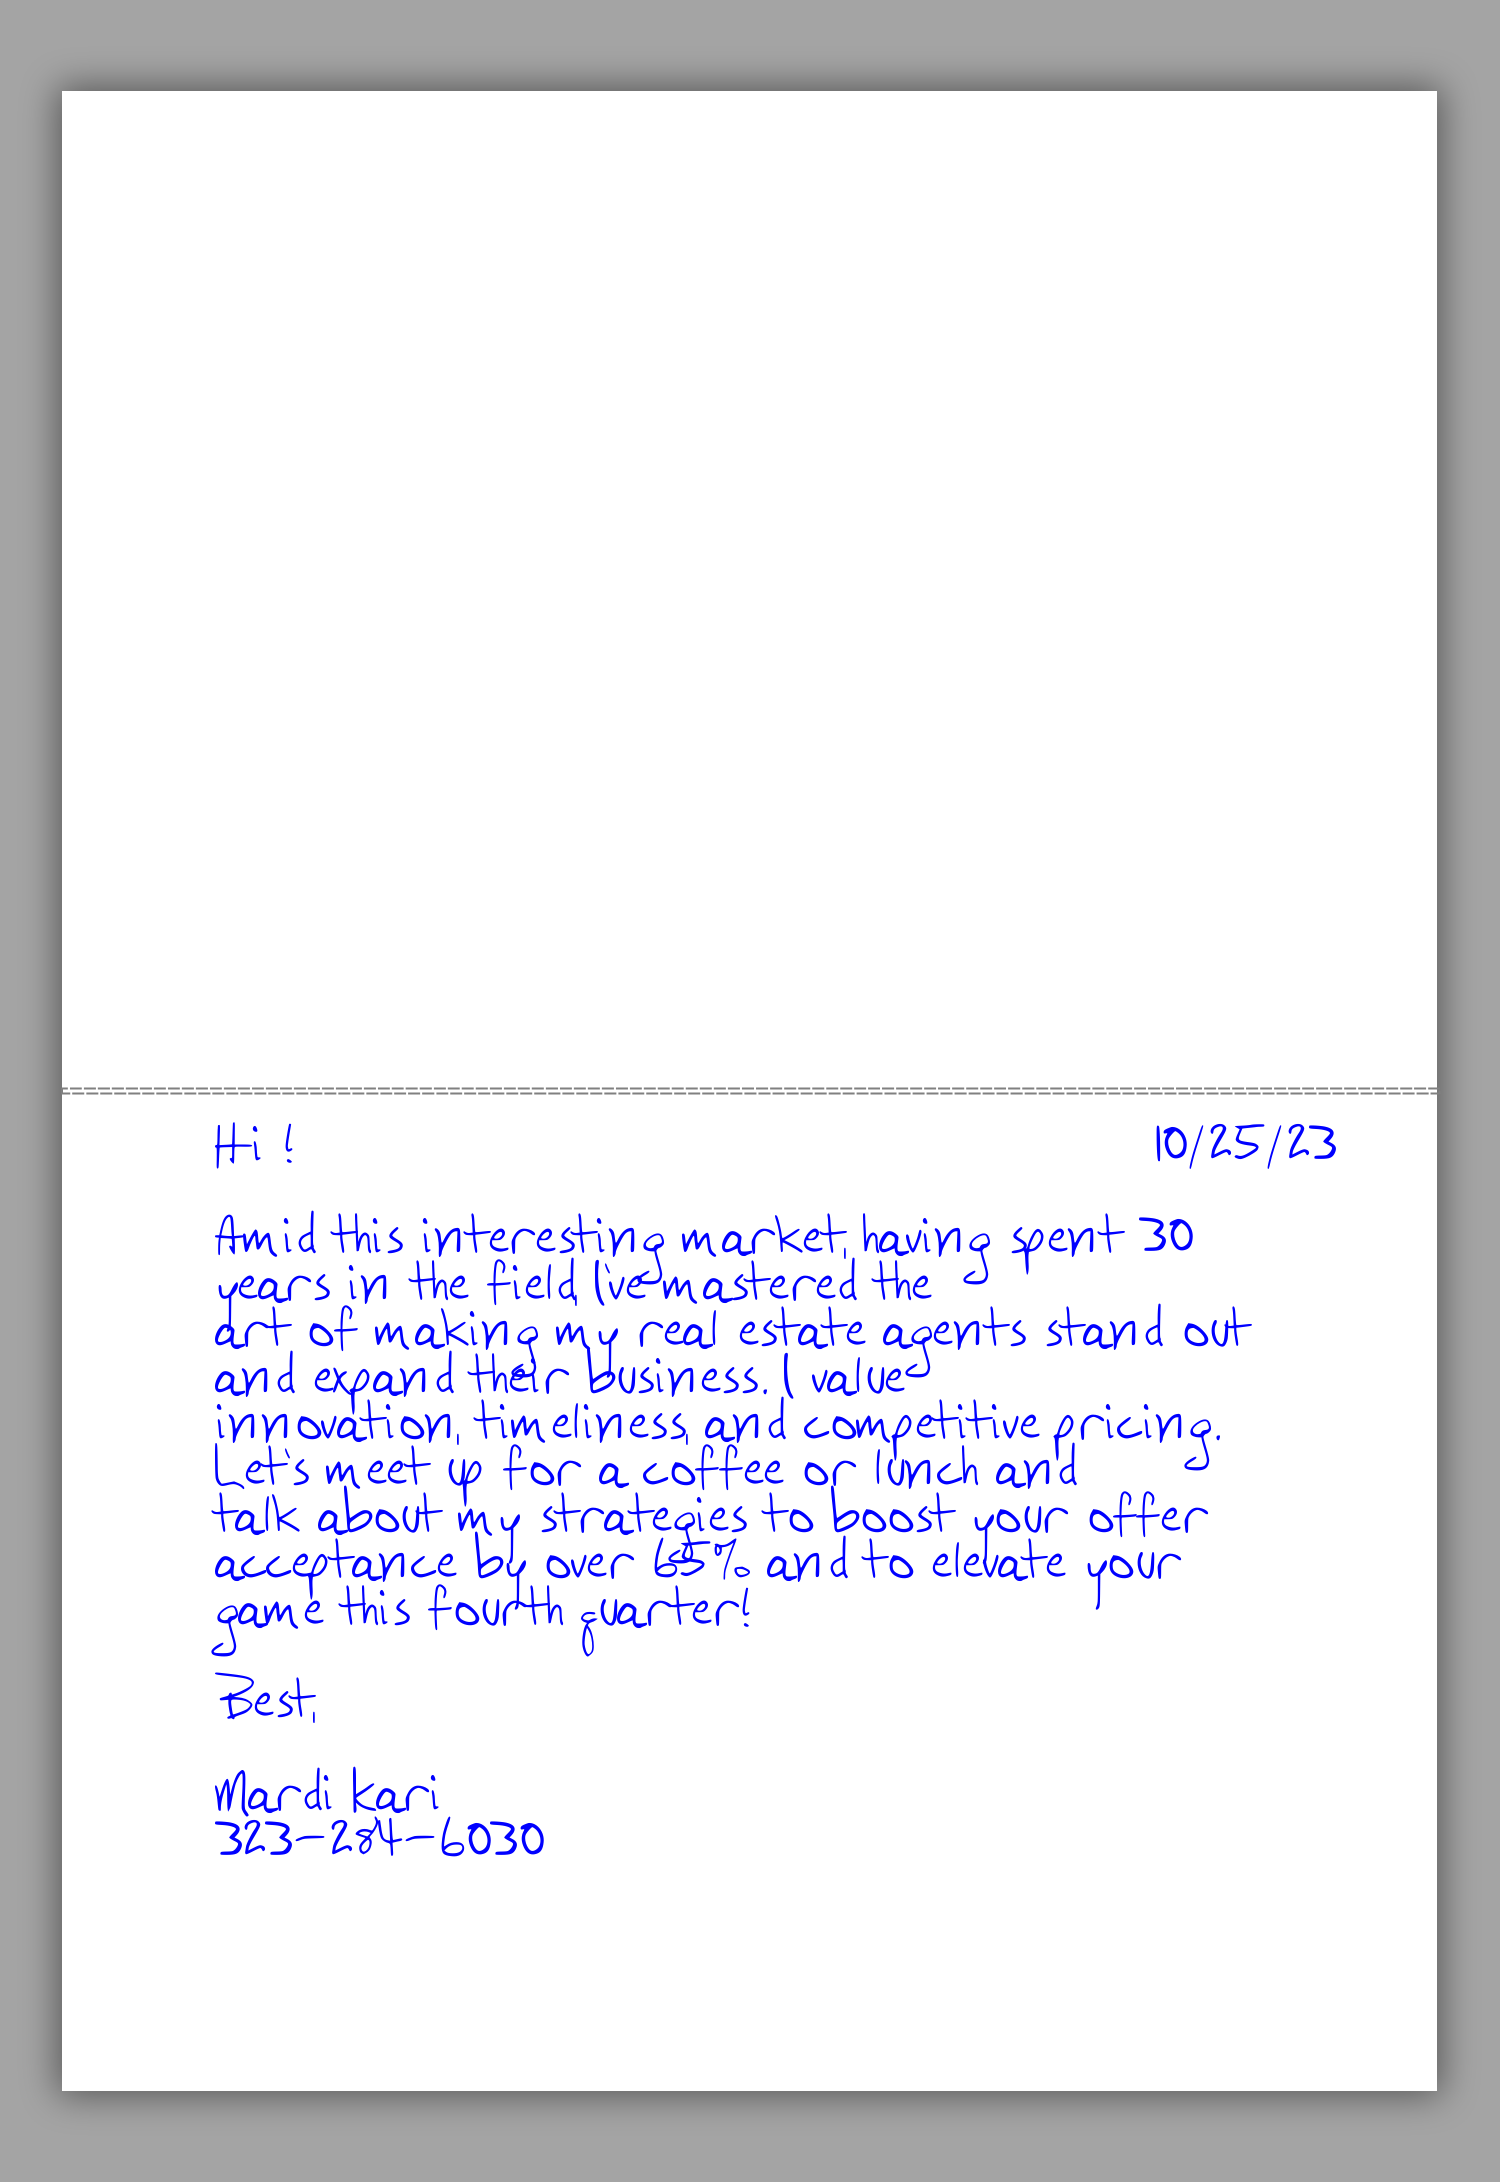 Hi !
10/25/23
Amid this interesting market, having spent 30
years in the field, I've mastered the
art of making my real estate agents stand out
and expand their business. I value
innovation, timeliness, and competitive pricing.
Let's meet up for a coffee or lunch and
talk about my strategies to boost your offer
acceptance by over 65% and to elevate your
game this fourth quarter!
Best,
Mardi Kari
323-284-6030